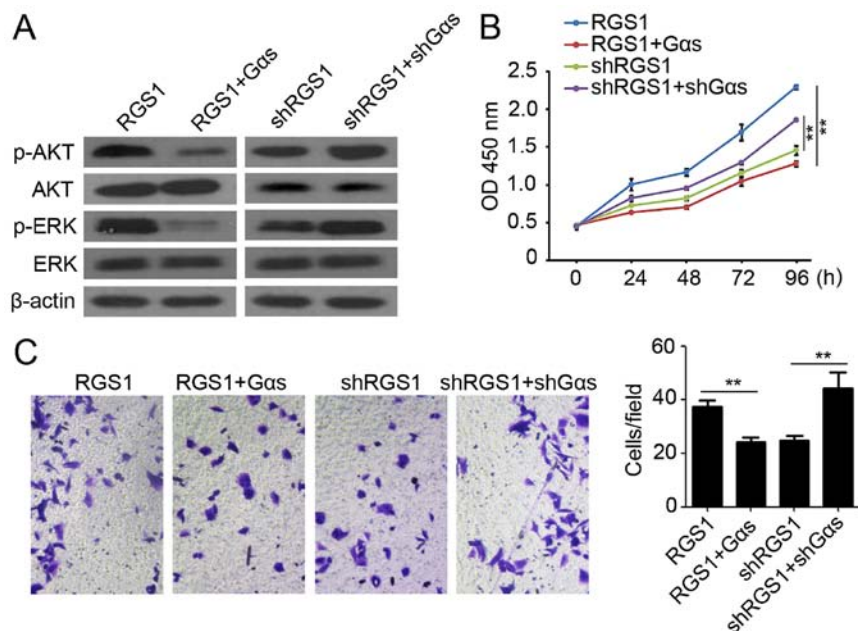 A
RGS1
RGS1+Gαs
shRGS1
shRGS1+shGαs
p-AKT
AKT
p-ERK
ERK
β-actin
B
RGS1
RGS1+Gαs
shRGS1
shRGS1+shGαs
OD 450 nm
2.5
2.0
1.5
1.0
0.5
0
0 24 48 72 96 (h)
**
**
C
RGS1
RGS1+Gαs
shRGS1
shRGS1+shGαs
Cells/field
60
40
20
0
**
**
RGS1
RGS1+Gαs
shRGS1
shRGS1+shGαs